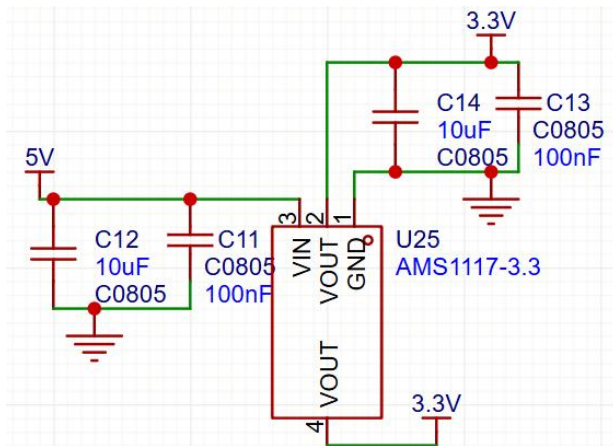 3.3V
C14
10uF
C0805
C13
C0805
100nF
5V
C12
10uF
C0805
C11
C0805
100nF
3
2
1
VIN
VOUT
GND
U25
AMS1117-3.3
VOUT
4
3.3V